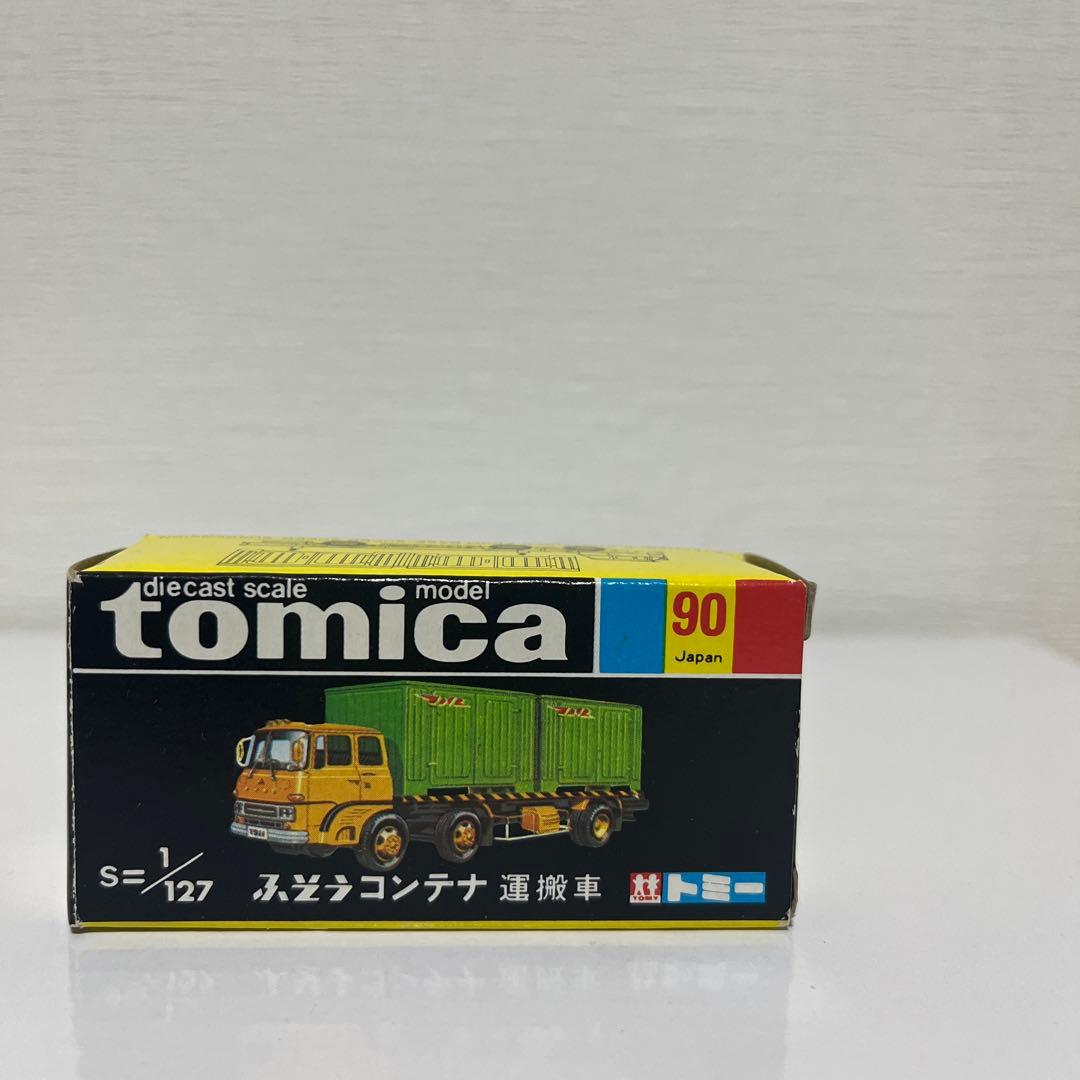 diecast scale model
tomica
90
Japan
S=1/127
ふそうコンテナ 運搬車
TOMY
トミー